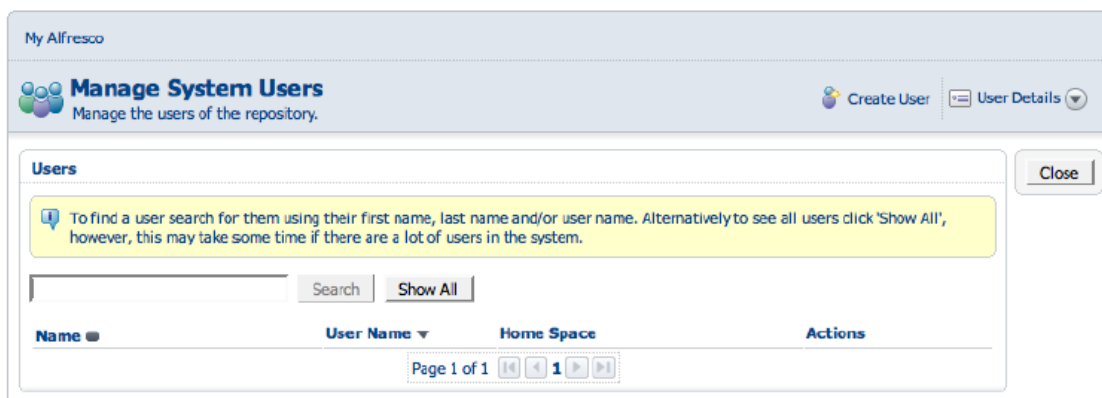 My Alfresco
Manage System Users
Manage the users of the repository.
Create User
User Details
Users
Close
To find a user search for them using their first name, last name and/or user name. Alternatively to see all users click 'Show All',
however, this may take some time if there are a lot of users in the system.
Search Show All
Name User Name Home Space Actions
Page 1 of 1 1